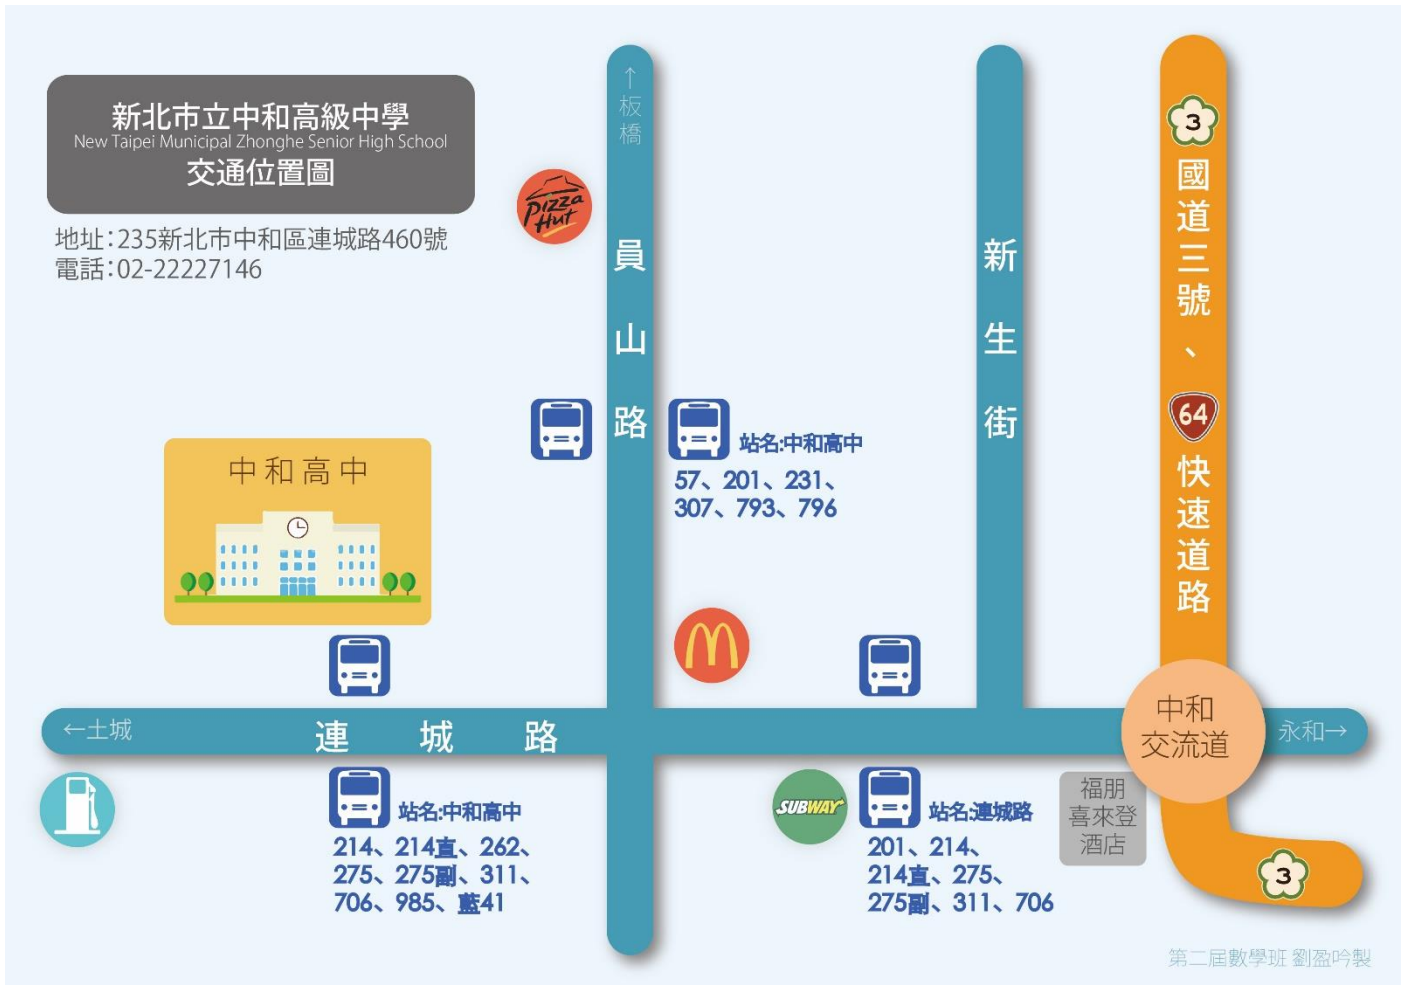 新北市立中和高級中學
New Taipei Municipal Zhonghe Senior High School
交通位置圖
地址:235新北市中和區連城路460號
電話:02-22227146
↑板橋
Pizza Hut
員山路
新生街
3
國道三號、
64
快速道路
站名:中和高中
57、201、231、
307、793、796
中和高中
←土城
連城路
中和
交流道
永和→
站名:中和高中
214、214直、262、
275、275副、311、
706、985、藍41
SUBWAY
站名:連城路
201、214、
214直、275、
275副、311、706
福朋
喜來登
酒店
3
第二屆數學班 劉盈吟製